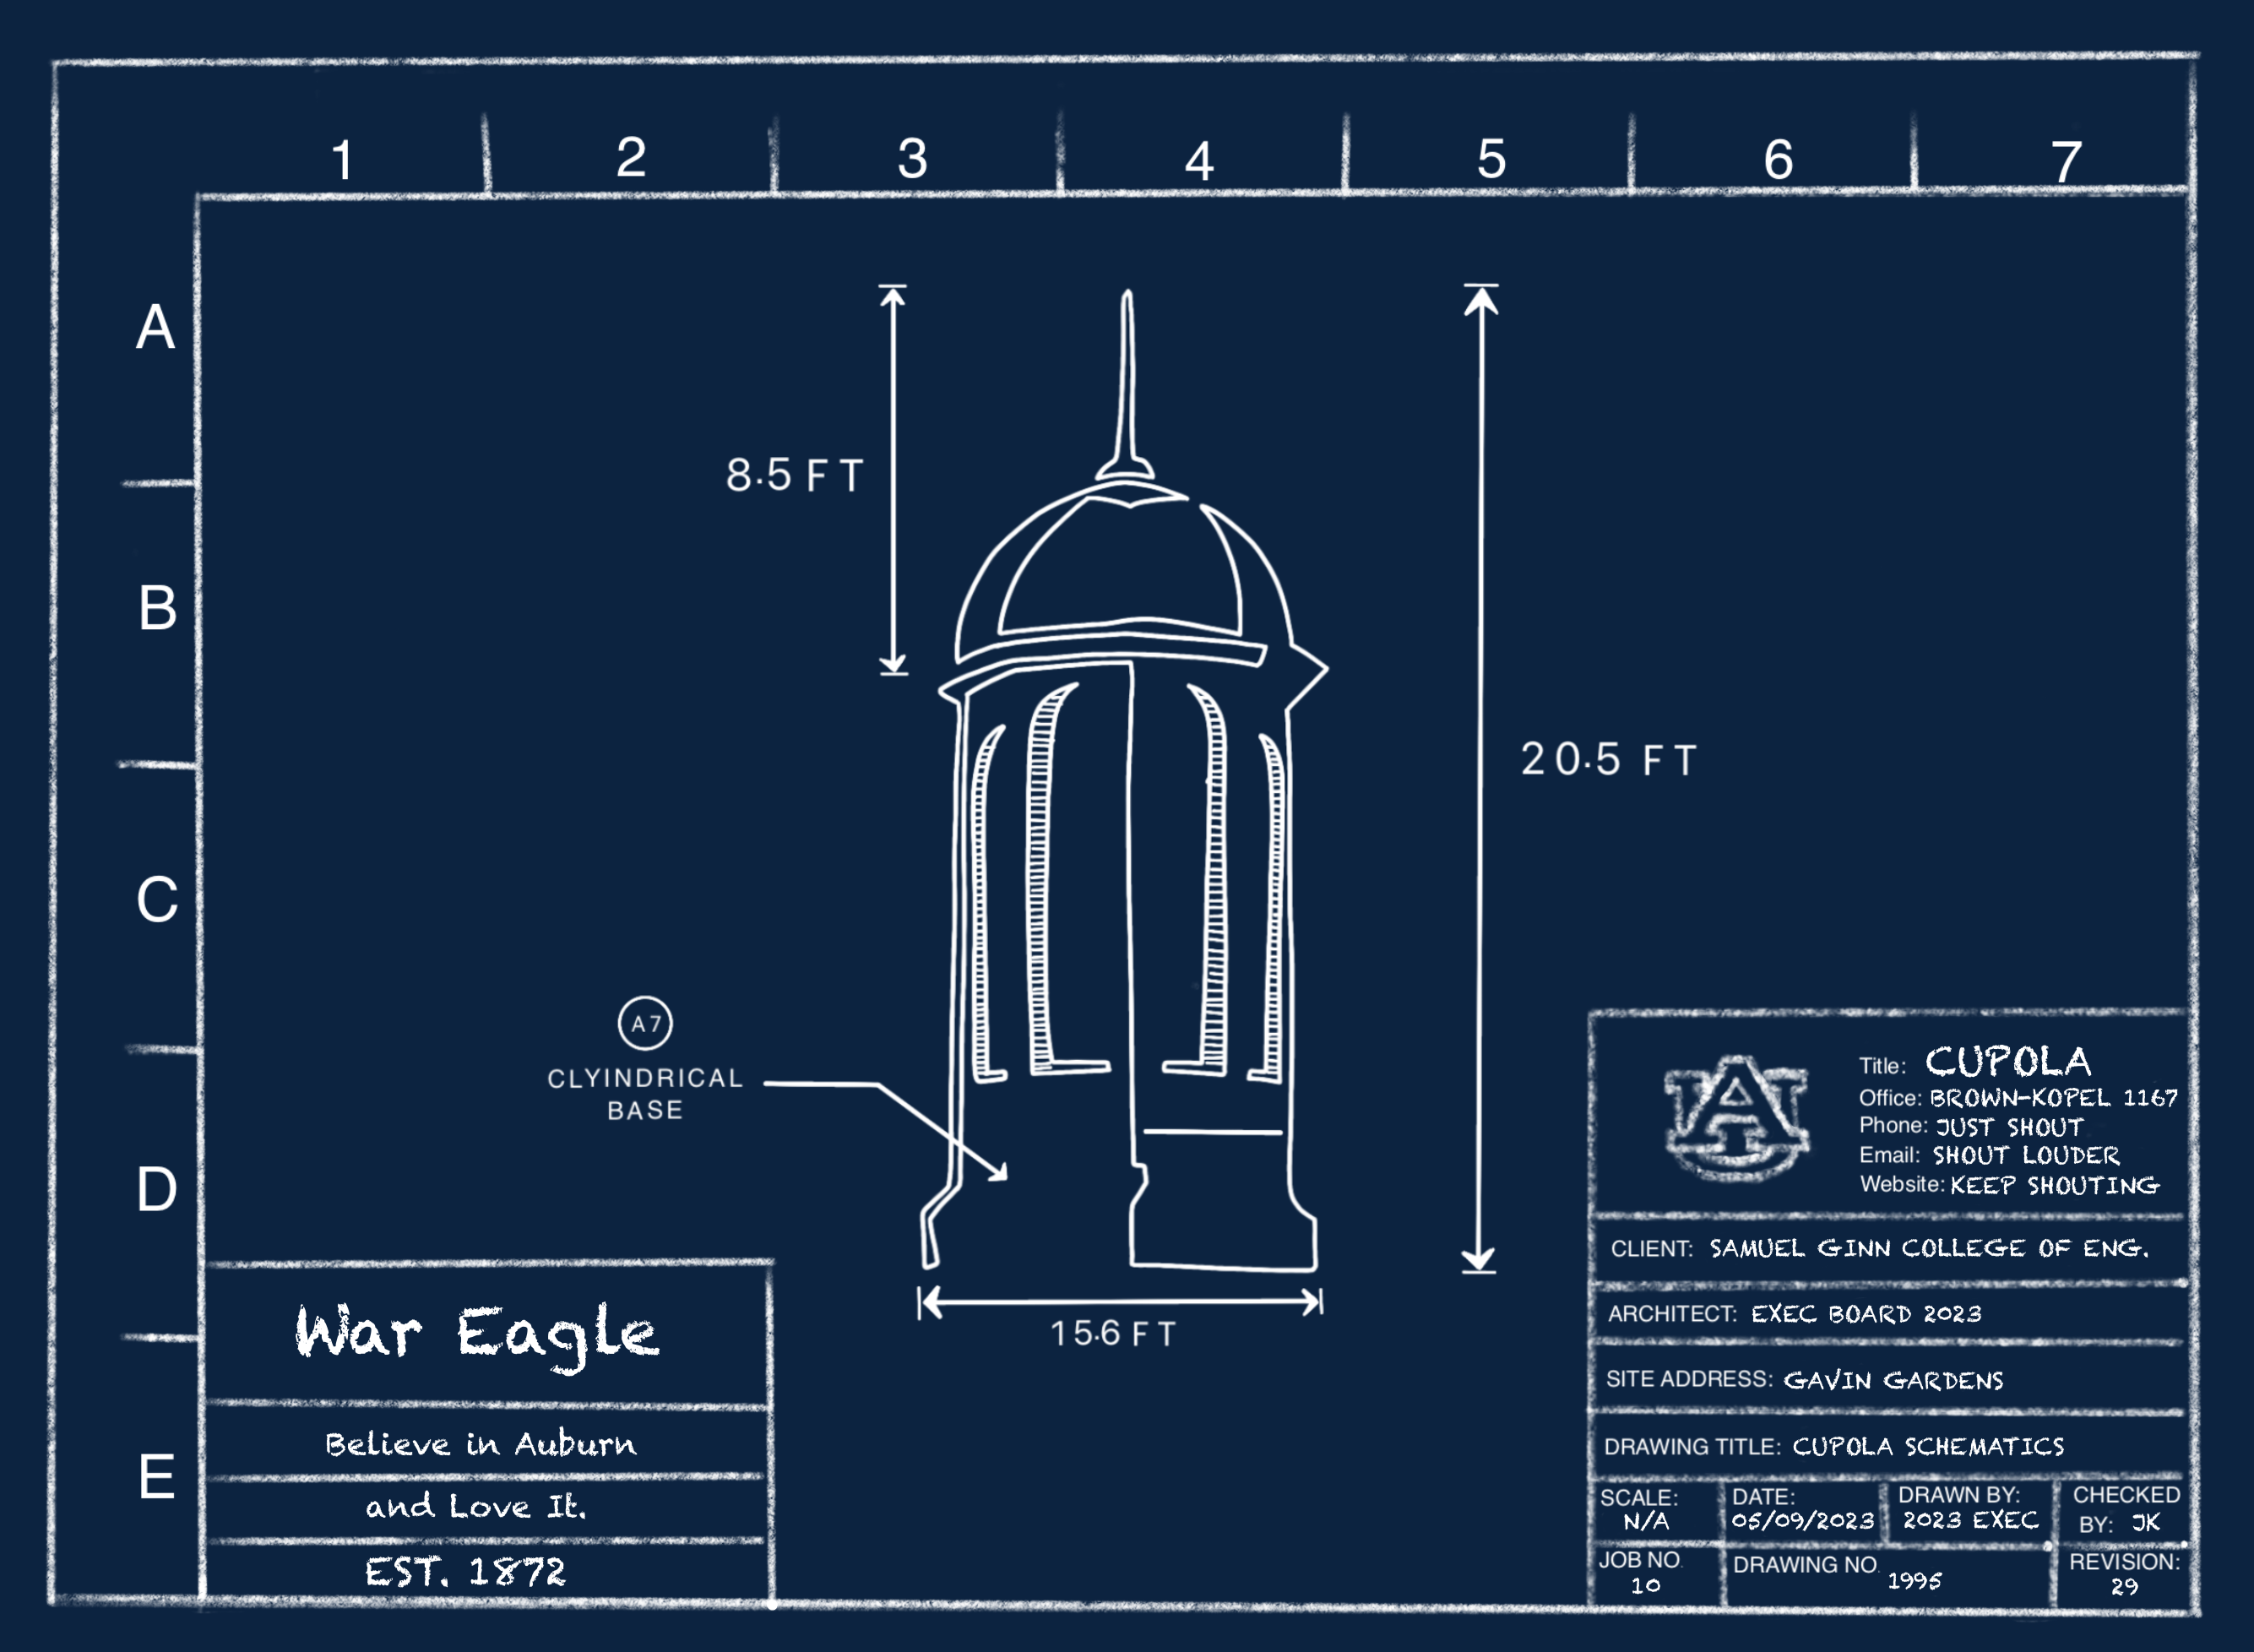 1 2 3 4 5 6 7
A
B
C
D
E
8.5 FT
20.5 FT
A7
CLYINDRICAL
BASE
15.6 FT
War Eagle
Believe in Auburn
and Love It.
EST. 1872
AU
Title: CUPOLA
Office: BROWN-KOPEL 1167
Phone: JUST SHOUT
Email: SHOUT LOUDER
Website: KEEP SHOUTING
CLIENT: SAMUEL GINN COLLEGE OF ENG.
ARCHITECT: EXEC BOARD 2023
SITE ADDRESS: GAVIN GARDENS
DRAWING TITLE: CUPOLA SCHEMATICS
SCALE:
N/A
DATE:
05/09/2023
DRAWN BY:
2023 EXEC
CHECKED
BY: JK
JOB NO.
10
DRAWING NO. 1995
REVISION:
29